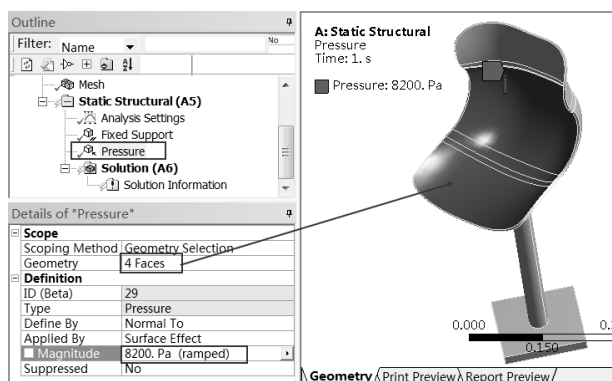 Outline
Filter: Name
No
Mesh
Static Structural (A5)
Analysis Settings
Fixed Support
Pressure
Solution (A6)
Solution Information
Details of "Pressure"
Scope
Scoping Method Geometry Selection
Geometry 4 Faces
Definition
ID (Beta) 29
Type Pressure
Define By Normal To
Applied By Surface Effect
Magnitude 8200. Pa (ramped)
Suppressed No
A: Static Structural
Pressure
Time: 1. s
Pressure: 8200. Pa
0.000
0.150
Geometry Print Preview Report Preview